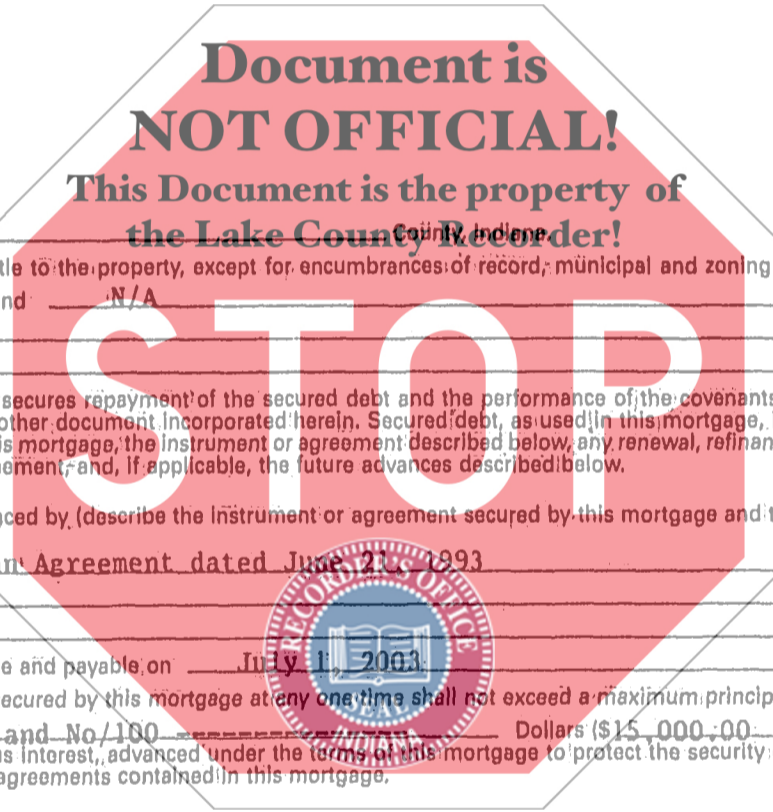 Document is
NOT OFFICIAL!
This Document is the property of
the Lake County Recorder!
County, Indiana.
tle to the property, except for encumbrances of record, municipal and zoning
nd N/A
STOP
secures repayment of the secured debt and the performance of the covenants
other document incorporated herein. Secured debt, as used in this mortgage,
is mortgage, the instrument or agreement described below, any renewal, refinan
ement, and, if applicable, the future advances described below.
ced by (describe the instrument or agreement secured by this mortgage and t
n Agreement dated June 21, 1993
RECORDER'S OFFICE
e and payable on July 1, 2003
ecured by this mortgage at any one time shall not exceed a maximum princip
SEAL
and No/100 ---------------- Dollars ($15,000.00
INDIANA
s interest, advanced under the terms of this mortgage to protect the security
agreements contained in this mortgage.